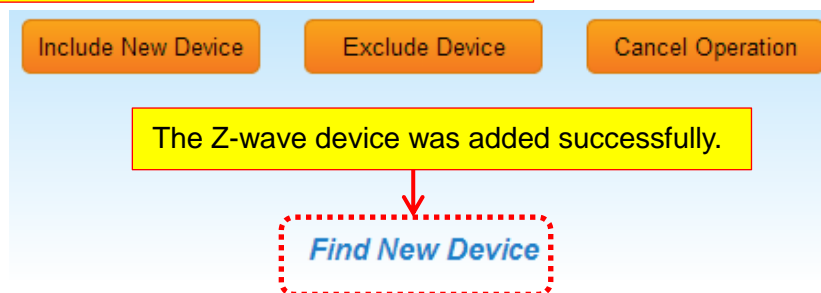 Include New Device Exclude Device Cancel Operation
The Z-wave device was added successfully.
Find New Device